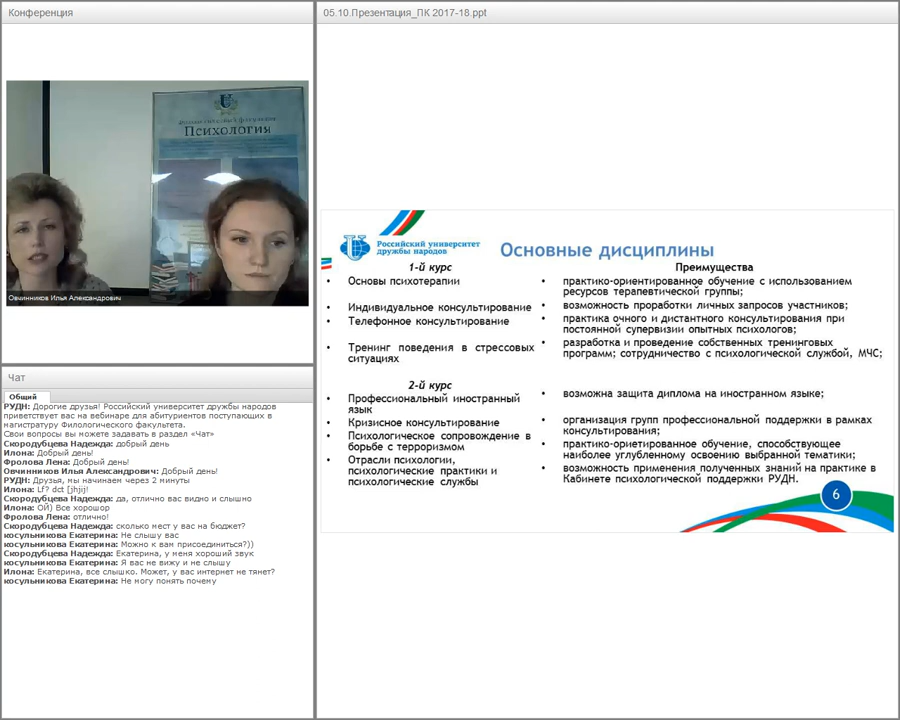 Конференция
05.10.Презентация_ПК 2017-18.ppt
Психология
Овчинников Илья Александрович
Российский университет
дружбы народов
Основные дисциплины
1-й курс
• Основы психотерапии
• Индивидуальное консультирование
• Телефонное консультирование
• Тренинг поведения в стрессовых
ситуациях
2-й курс
• Профессиональный иностранный
язык
• Кризисное консультирование
• Психологическое сопровождение в
борьбе с терроризмом
• Отрасли психологии,
психологические практики и
психологические службы
Преимущества
• практико-ориентированное обучение с использованием
ресурсов терапевтической группы;
• возможность проработки личных запросов участников;
• практика очного и дистантного консультирования при
постоянной супервизии опытных психологов;
• разработка и проведение собственных тренинговых
программ; сотрудничество с психологической службой, МЧС;
• возможна защита диплома на иностранном языке;
• организация групп профессиональной поддержки в рамках
консультирования;
• практико-ориетированное обучение, способствующее
наиболее углубленному освоению выбранной тематики;
• возможность применения полученных знаний на практике в
Кабинете психологической поддержки РУДН.
6
Чат
Общий
РУДН: Дорогие друзья! Российский университет дружбы народов
приветствует вас на вебинаре для абитуриентов поступающих в
магистратуру Филологического факультета.
Свои вопросы вы можете задавать в раздел «Чат»
Скородубцева Надежда: добрый день
Илона: Добрый день!
Фролова Лена: Добрый день!
Овчинников Илья Александрович: Добрый день!
РУДН: Друзья, мы начинаем через 2 минуты
Илона: Lf? dct [jhjij!
Скородубцева Надежда: да, отлично вас видно и слышно
Илона: ОЙ) Все хорошор
Фролова Лена: отлично!
Скородубцева Надежда: сколько мест у вас на бюджет?
косульникова Екатерина: Не слышу вас
косульникова Екатерина: Можно к вам присоединиться?))
Скородубцева Надежда: Екатерина, у меня хороший звук
косульникова Екатерина: Я вас не вижу и не слышу
Илона: Екатерина, все слышко. Может, у вас интернет не тянет?
косульникова Екатерина: Не могу понять почему